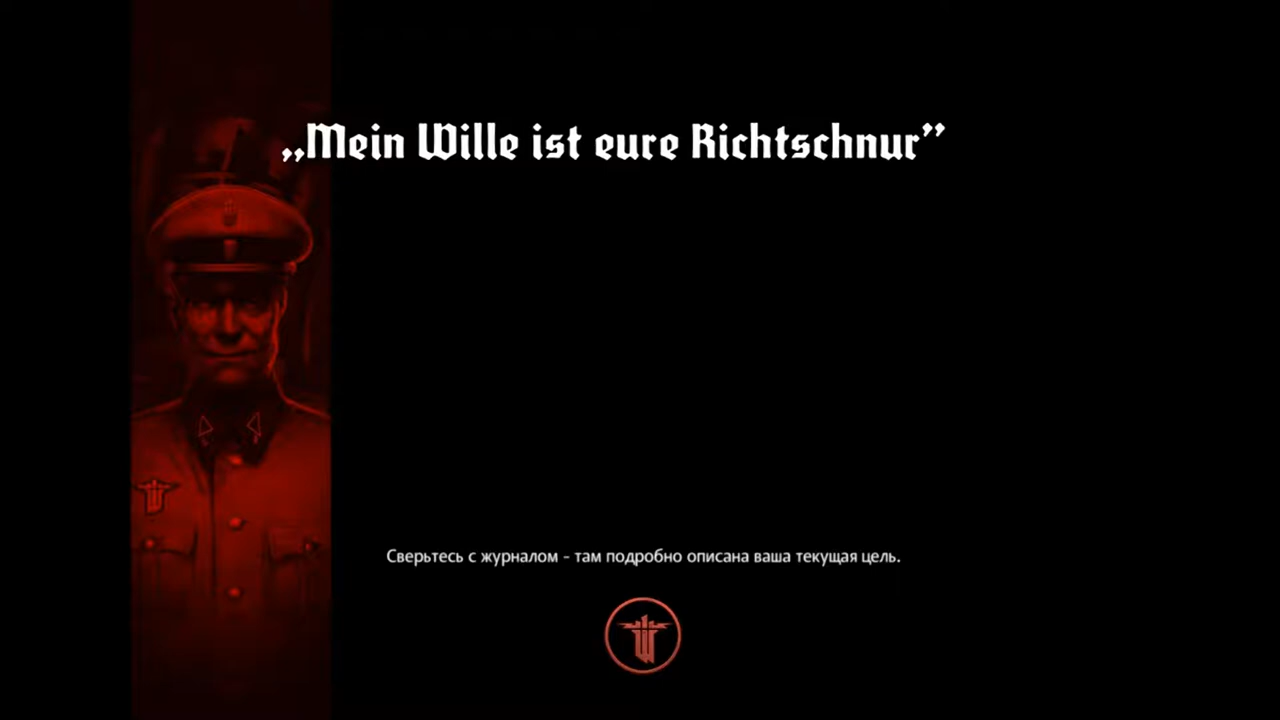 „Mein Wille ist eure Richtschnur”
Сверьтесь с журналом - там подробно описана ваша текущая цель.